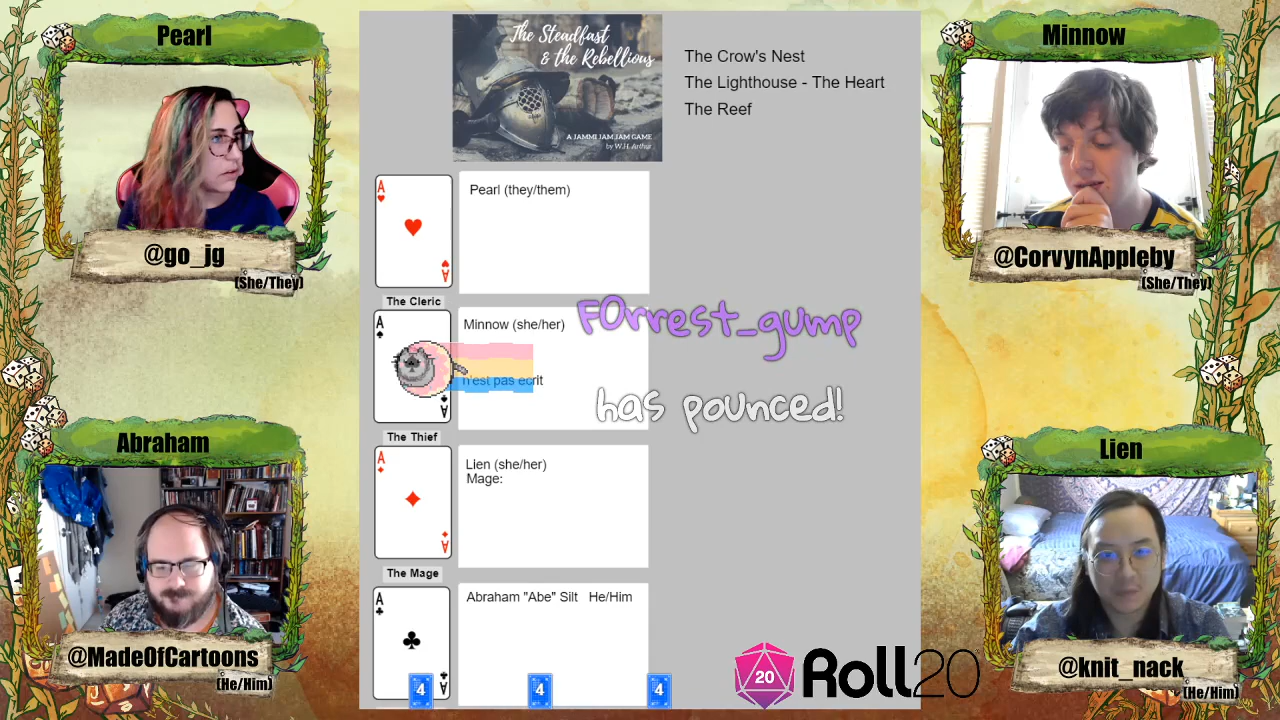 Pearl
@go_jg
(She/They)
The Steadfast
& the Rebellious
A JAMMI JAM JAM GAME
by W.H. Arthur
The Crow's Nest
The Lighthouse - The Heart
The Reef
Minnow
@CorvynAppleby
(She/They)
A
A
Pearl (they/them)
The Cleric
A
A
Minnow (she/her)
n'est pas ecrit
F0rrest_gump
has pounced!
The Thief
A
A
Lien (she/her)
Mage:
The Mage
A
A
Abraham "Abe" Silt He/Him
4
4
4
Abraham
@MadeOfCartoons
(He/Him)
Lien
@knit_nack
(He/Him)
20
Roll20